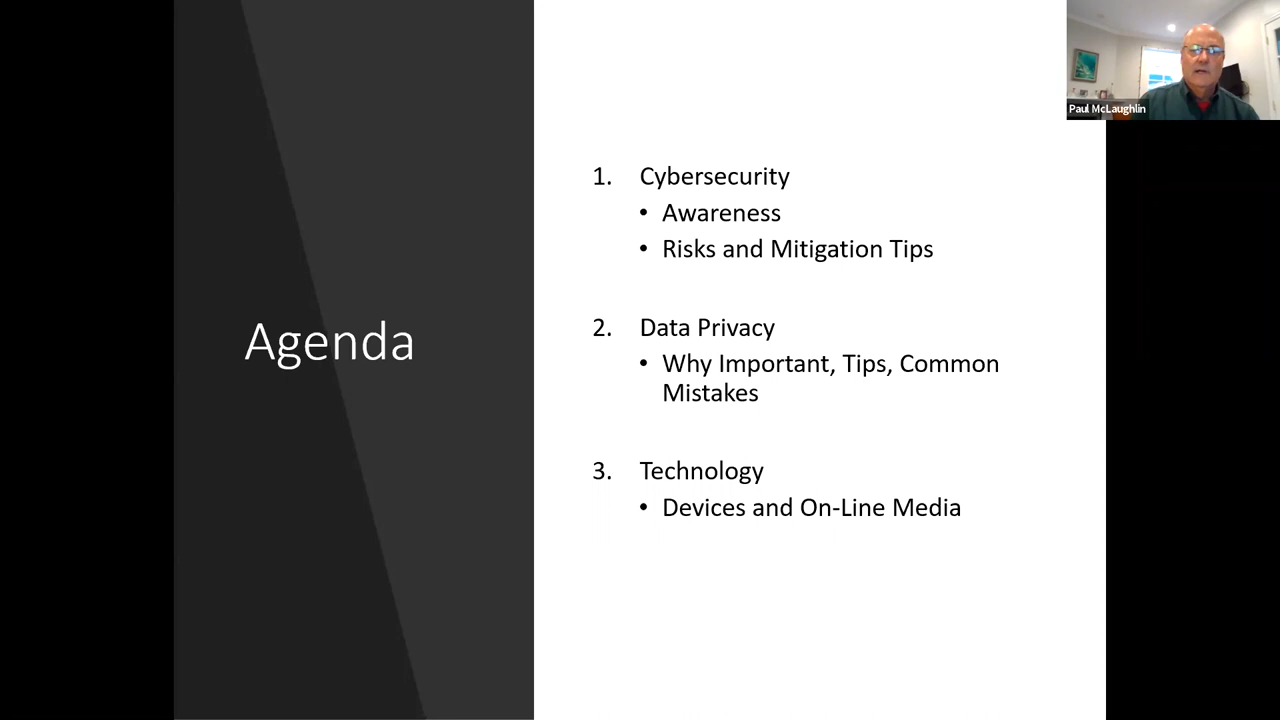 Paul McLaughlin
Agenda
1. Cybersecurity
• Awareness
• Risks and Mitigation Tips
2. Data Privacy
• Why Important, Tips, Common
Mistakes
3. Technology
• Devices and On-Line Media